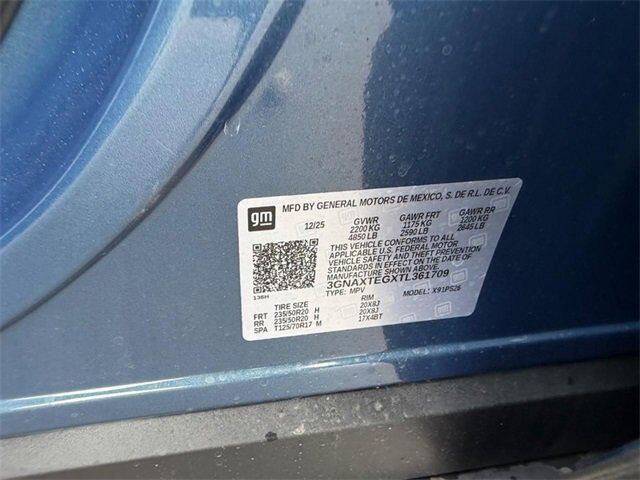 gm
MFD BY GENERAL MOTORS DE MEXICO, S. DE R.L. DE C.V.
12/25 GVWR GAWR FRT GAWR RR
2200 KG 1175 KG 1200 KG
4850 LB 2590 LB 2645 LB
THIS VEHICLE CONFORMS TO ALL
APPLICABLE U.S. FEDERAL MOTOR
VEHICLE SAFETY AND THEFT PREVENTION
STANDARDS IN EFFECT ON THE DATE OF
MANUFACTURE SHOWN ABOVE.
3GNAXTEGXTL361709
TYPE: MPV MODEL: X91PS26
136H
TIRE SIZE RIM
FRT 235/50R20 H 20X8J
RR 235/50R20 H 20X8J
SPA T125/70R17 M 17X4BT